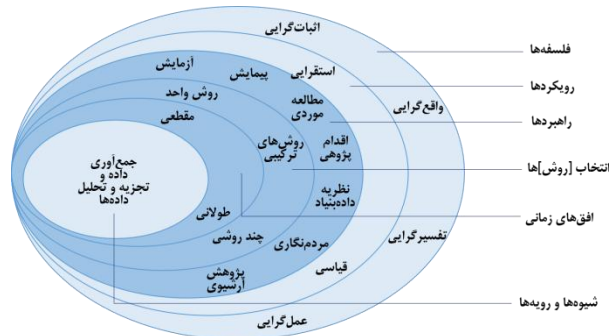 اثبات‌گرایی
فلسفه‌ها
آزمایش
پیمایش
استقرایی
رویکردها
روش واحد
مطالعه
موردی
واقع‌گرایی
مقطعی
راهبردها
جمع‌آوری
داده و
تجزیه و تحلیل
داده‌ها
روش‌های
ترکیبی
اقدام
پژوهی
انتخاب [روش]ها
نظریه
داده‌بنیاد
طولانی
افق‌های زمانی
چند روشی
مردم‌نگاری
تفسیرگرایی
قیاسی
پژوهش
آرشیوی
شیوه‌ها و رویه‌ها
عمل‌گرایی